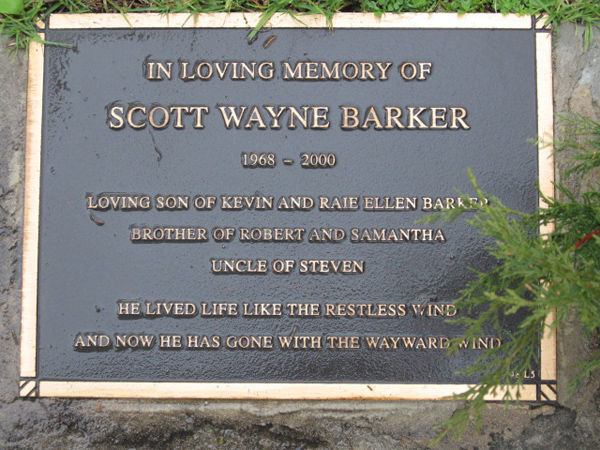 IN LOVING MEMORY OF
SCOTT WAYNE BARKER
1968 – 2000
LOVING SON OF KEVIN AND RAIE ELLEN BARKER
BROTHER OF ROBERT AND SAMANTHA
UNCLE OF STEVEN
HE LIVED LIFE LIKE THE RESTLESS WIND
AND NOW HE HAS GONE WITH THE WAYWARD WIND